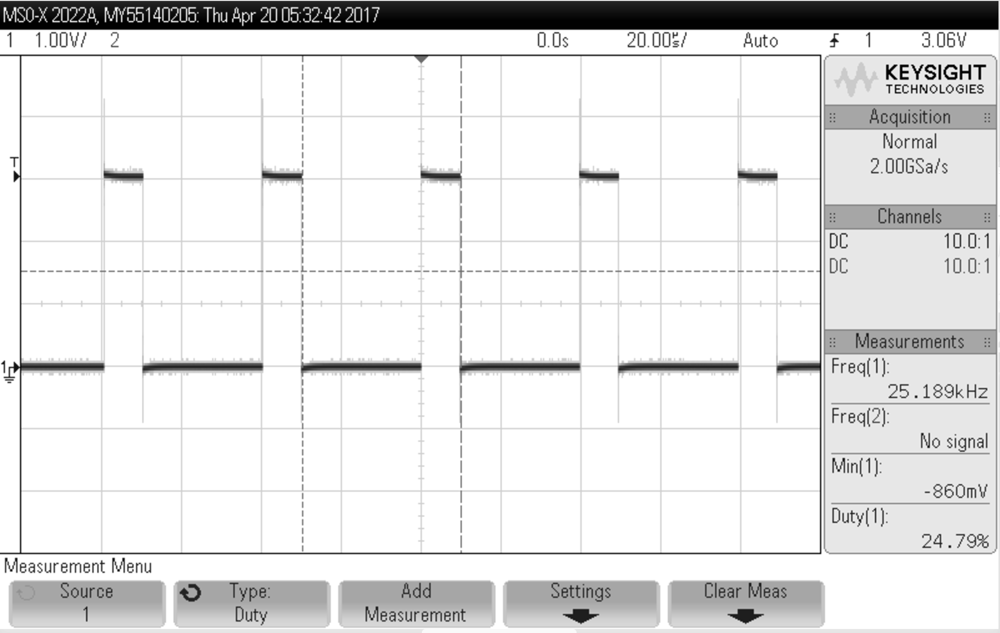 MSO-X 2022A, MY55140205: Thu Apr 20 05:32:42 2017
1 1.00V/ 2 0.0s 20.00µs/ Auto 1 3.06V
T
1
KEYSIGHT
TECHNOLOGIES
Acquisition
Normal
2.00GSa/s
Channels
DC 10.0:1
DC 10.0:1
Measurements
Freq(1):
25.189kHz
Freq(2):
No signal
Min(1):
-860mV
Duty(1):
24.79%
Measurement Menu
Source
1
Type:
Duty
Add
Measurement
Settings
Clear Meas